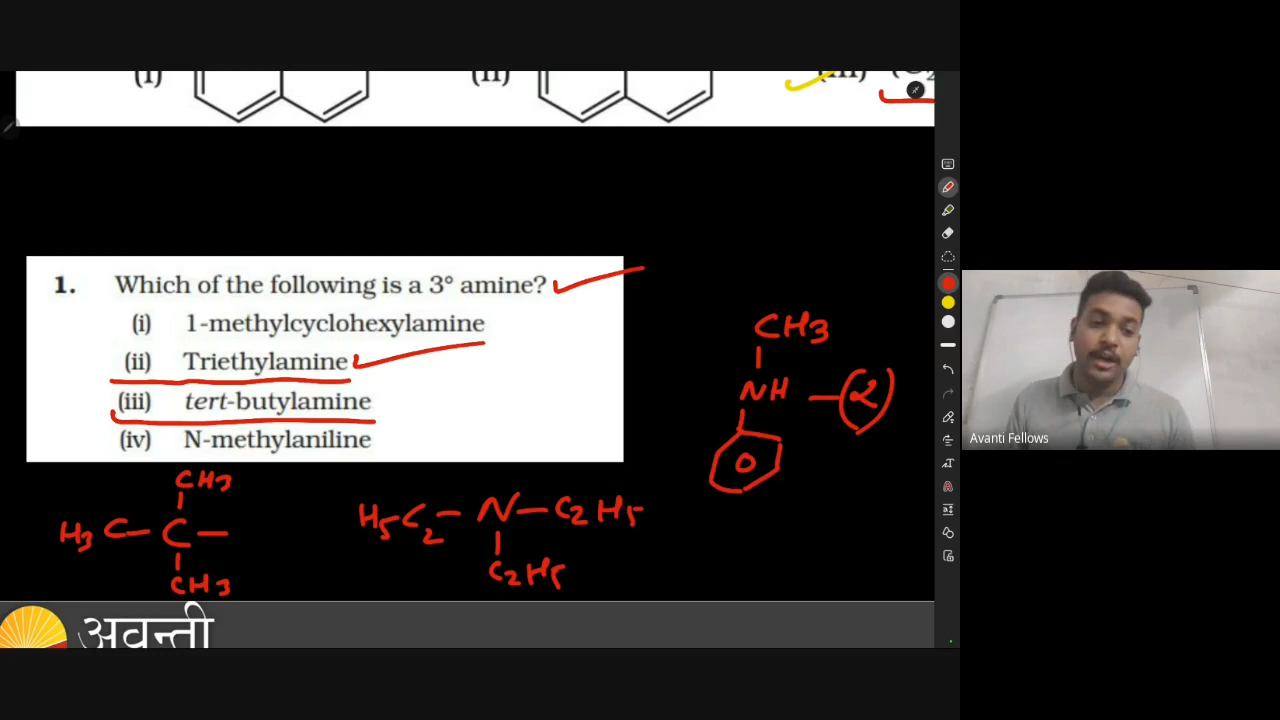 (i) (ii) (iii)
1. Which of the following is a 3° amine?
(i) 1-methylcyclohexylamine
(ii) Triethylamine
(iii) tert-butylamine
(iv) N-methylaniline
CH3
H3C-C-
CH3
H5C2-N-C2H5
C2H5
CH3
NH-(2)
Avanti Fellows
अवन्ती